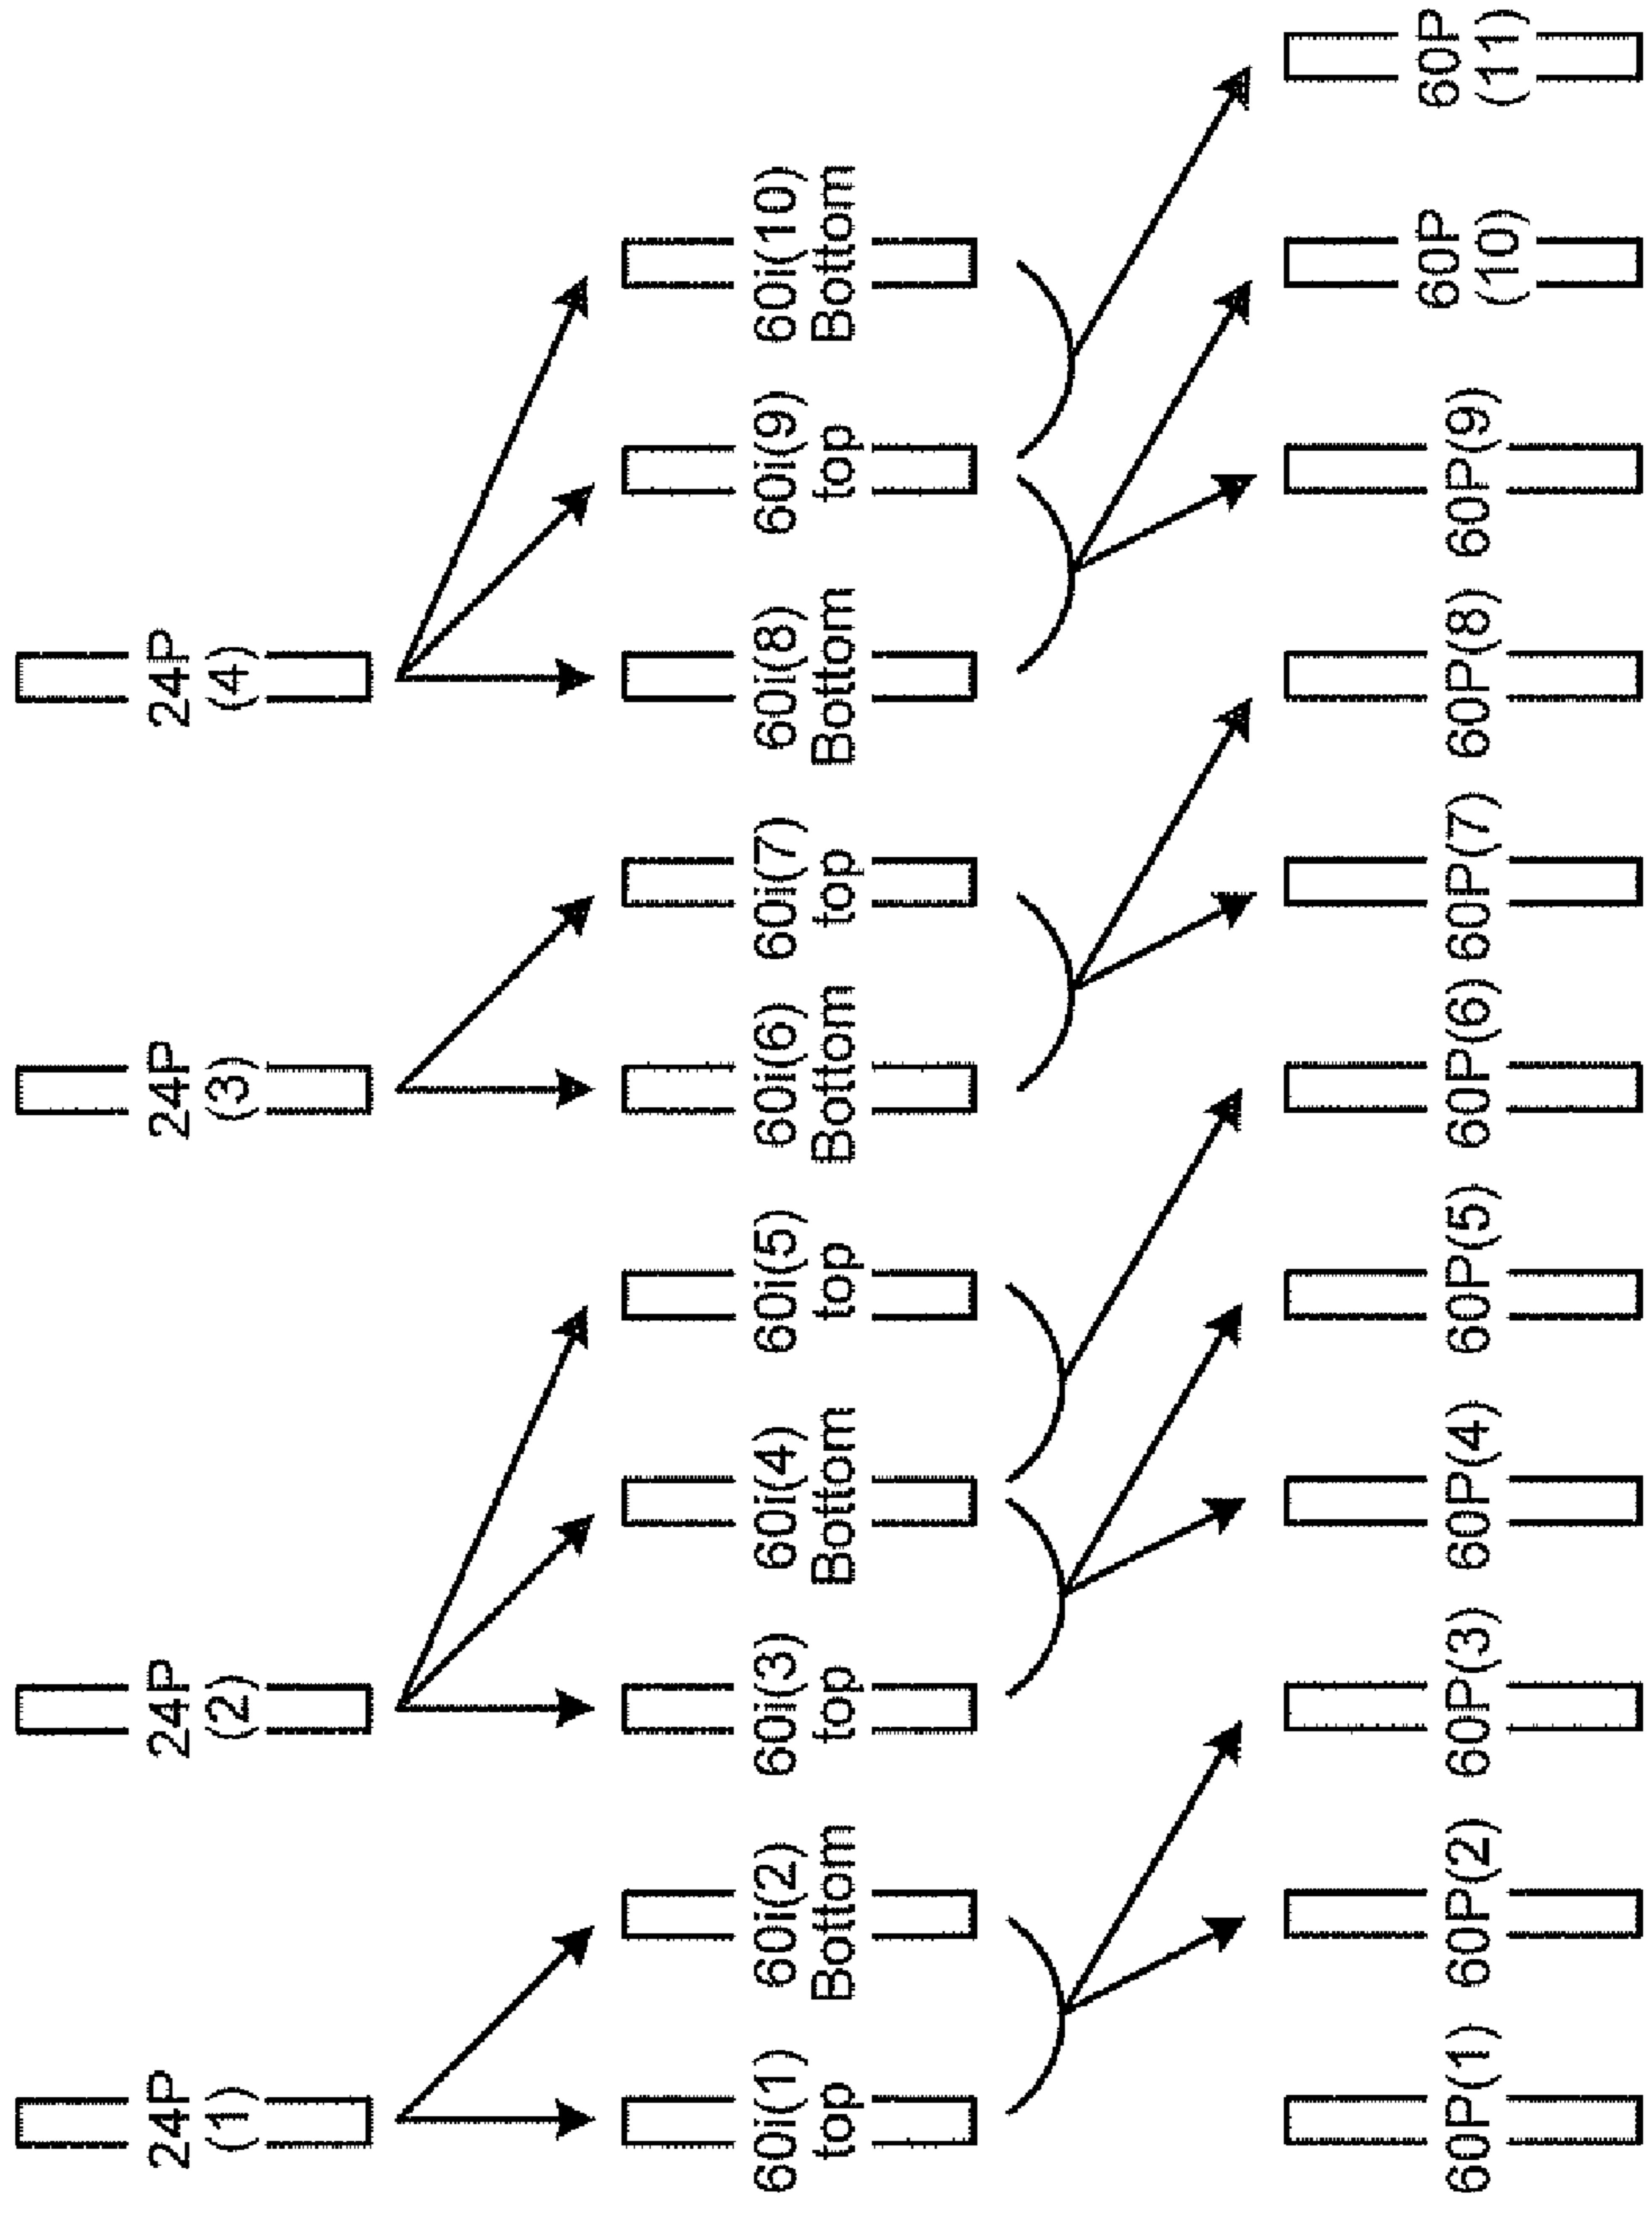 24P
(1)
24P
(2)
24P
(3)
24P
(4)
60i(1)
top
60i(2)
Bottom
60i(3)
top
60i(4)
Bottom
60i(5)
top
60i(6)
Bottom
60i(7)
top
60i(8)
Bottom
60i(9)
top
60i(10)
Bottom
60P(1)
60P(2)
60P(3)
60P(4)
60P(5)
60P(6)
60P(7)
60P(8)
60P(9)
60P
(10)
60P
(11)